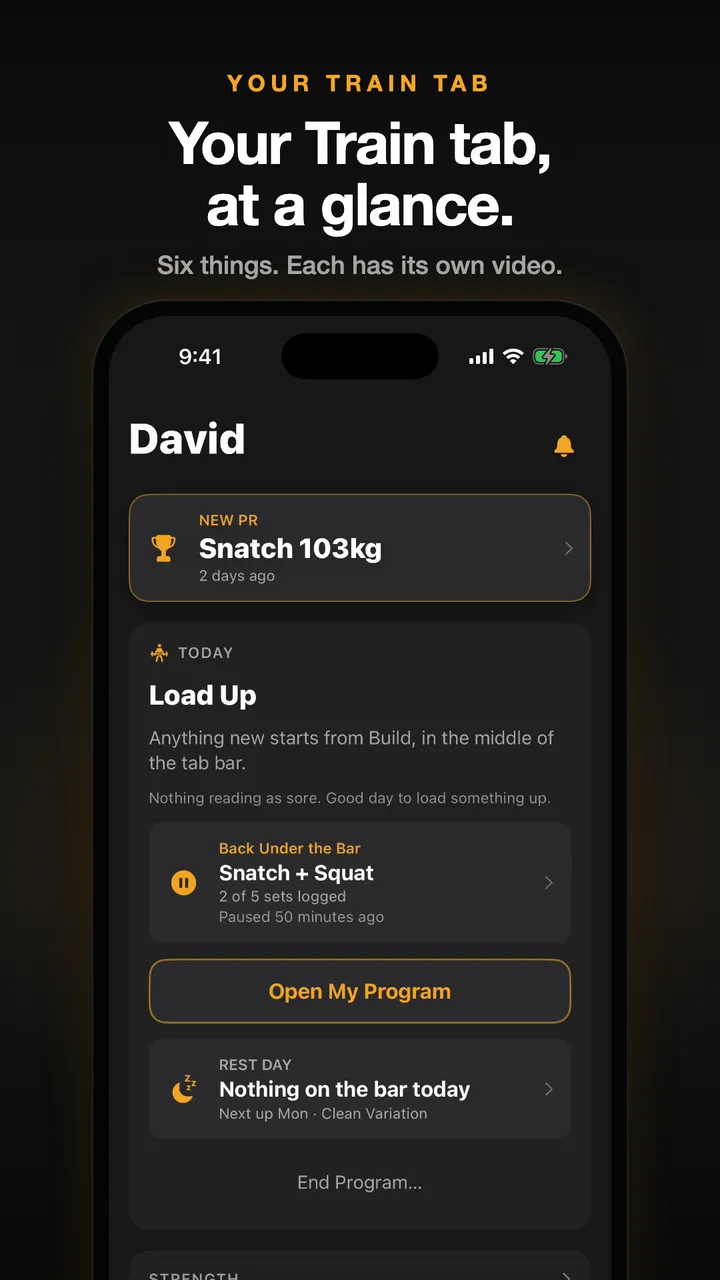 YOUR TRAIN TAB
Your Train tab,
at a glance.
Six things. Each has its own video.
9:41
David
NEW PR
Snatch 103kg
2 days ago
TODAY
Load Up
Anything new starts from Build, in the middle of
the tab bar.
Nothing reading as sore. Good day to load something up.
Back Under the Bar
Snatch + Squat
2 of 5 sets logged
Paused 50 minutes ago
Open My Program
REST DAY
Nothing on the bar today
Next up Mon · Clean Variation
End Program...
STRENGTH